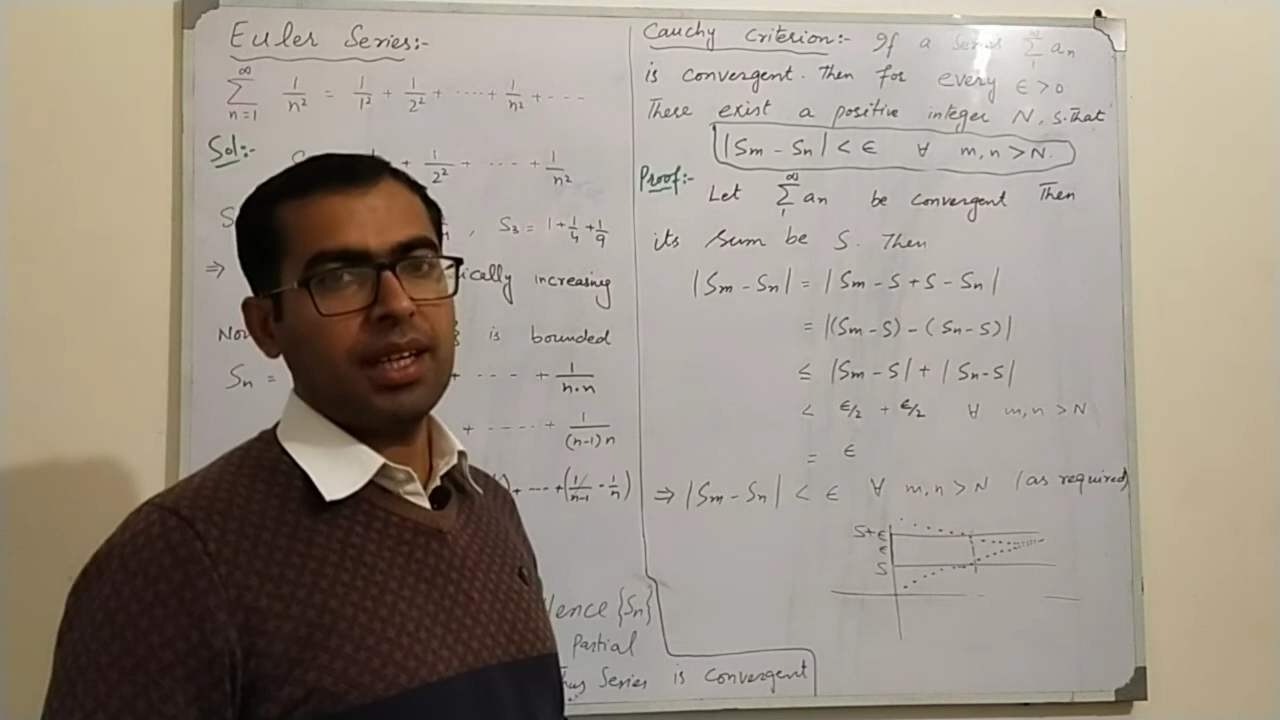 Euler Series:-
∞
∑ 1/n² = 1/1² + 1/2² + ---- + 1/n² + ---
n=1
Sol:-
+ 1/2² + ---- + 1/n²
S₃ = 1 + 1/4 + 1/9
⇒ ically increasing
is bounded
Sn =
+ --- + 1/n·n
+ ---- + 1/(n-1)n
+ --- + (1/n-1 - 1/n)
Hence {Sn}
Partial
Thus Series is Convergent
Cauchy Criterion:- If a Series ∞∑1 an
is convergent. Then for every ϵ > 0
There exist a positive integer N, S.That
|Sm - Sn| < ϵ ∀ m,n > N.
Proof:-
Let ∞∑1 an be convergent Then
its Sum be S. Then
|Sm - Sn| = |Sm - S + S - Sn|
= |(Sm - S) - (Sn - S)|
≤ |Sm - S| + |Sn - S|
< ϵ/2 + ϵ/2 ∀ m,n > N
= ϵ
⇒ |Sm - Sn| < ϵ ∀ m,n > N (as required)
S+ϵ
ϵ
S